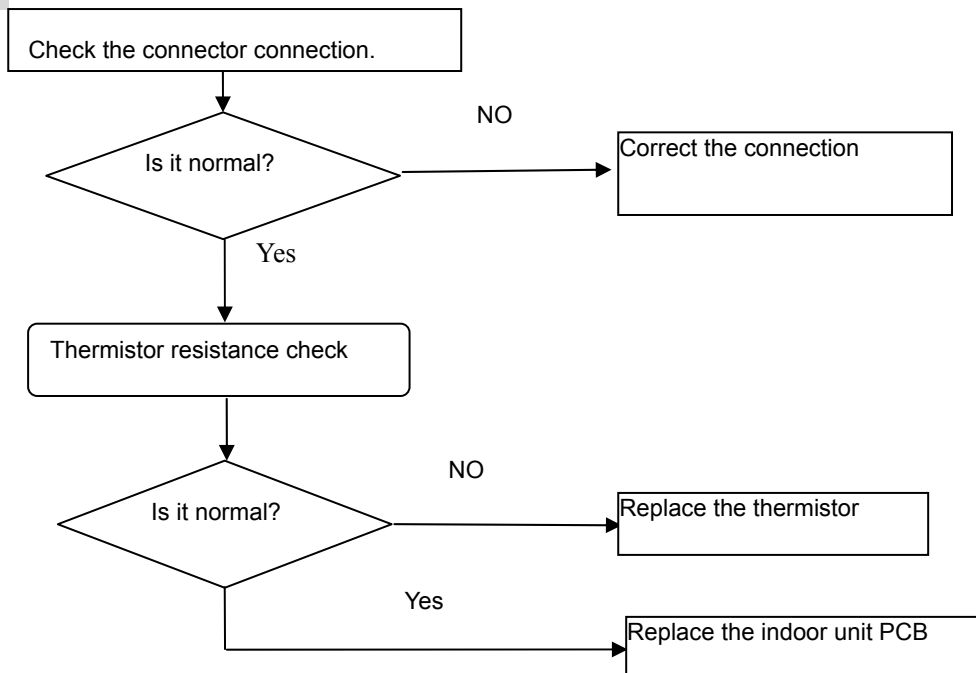 Check the connector connection.
NO
Is it normal?
Correct the connection
Yes
Thermistor resistance check
NO
Is it normal?
Replace the thermistor
Yes
Replace the indoor unit PCB